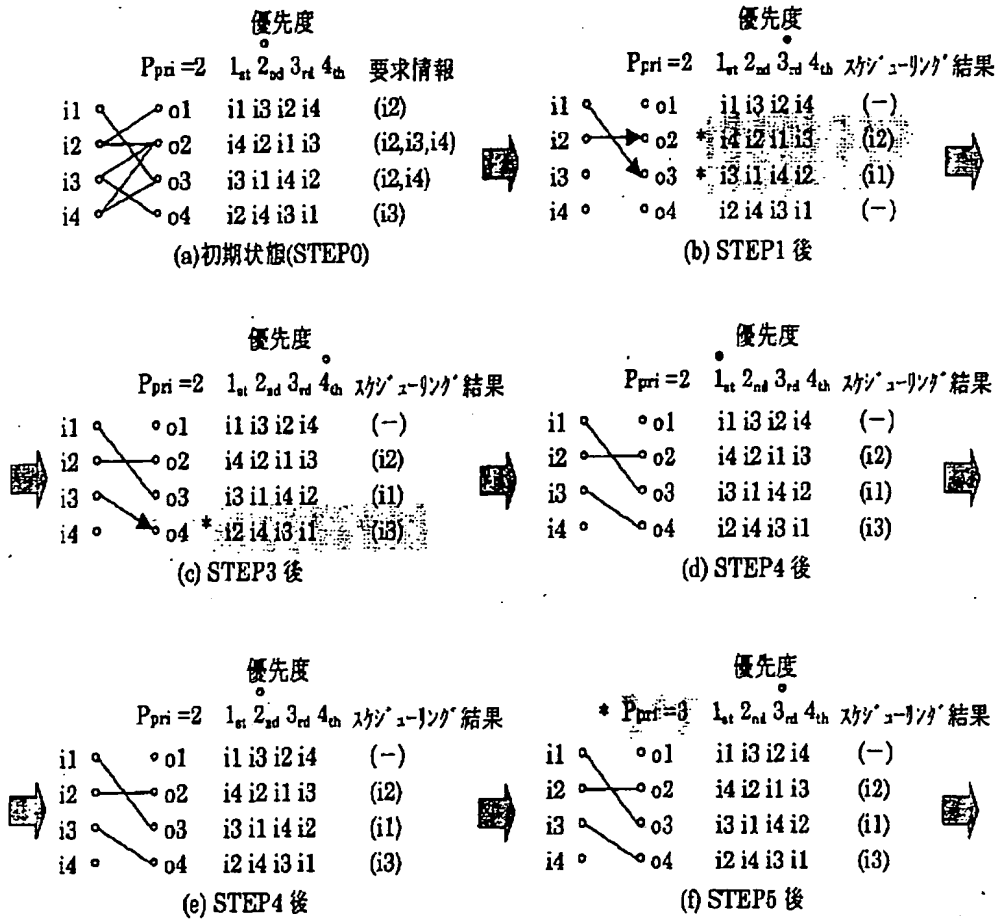 優先度
Ppri =2 1st 2nd 3rd 4th 要求情報
i1 o1 i1 i3 i2 i4 (i2)
i2 o2 i4 i2 i1 i3 (i2,i3,i4)
i3 o3 i3 i1 i4 i2 (i2,i4)
i4 o4 i2 i4 i3 i1 (i3)
(a)初期状態(STEP0)
優先度
Ppri =2 1st 2nd 3rd 4th スケジューリング結果
i1 o1 i1 i3 i2 i4 (−)
i2 o2 * i4 i2 i1 i3 (i2)
i3 o3 * i3 i1 i4 i2 (i1)
i4 o4 i2 i4 i3 i1 (−)
(b) STEP1 後
優先度
Ppri =2 1st 2nd 3rd 4th スケジューリング結果
i1 o1 i1 i3 i2 i4 (−)
i2 o2 i4 i2 i1 i3 (i2)
i3 o3 i3 i1 i4 i2 (i1)
i4 o4 * i2 i4 i3 i1 (i3)
(c) STEP3 後
優先度
Ppri =2 1st 2nd 3rd 4th スケジューリング結果
i1 o1 i1 i3 i2 i4 (−)
i2 o2 i4 i2 i1 i3 (i2)
i3 o3 i3 i1 i4 i2 (i1)
i4 o4 i2 i4 i3 i1 (i3)
(d) STEP4 後
優先度
Ppri =2 1st 2nd 3rd 4th スケジューリング結果
i1 o1 i1 i3 i2 i4 (−)
i2 o2 i4 i2 i1 i3 (i2)
i3 o3 i3 i1 i4 i2 (i1)
i4 o4 i2 i4 i3 i1 (i3)
(e) STEP4 後
優先度
* Ppri =3 1st 2nd 3rd 4th スケジューリング結果
i1 o1 i1 i3 i2 i4 (−)
i2 o2 i4 i2 i1 i3 (i2)
i3 o3 i3 i1 i4 i2 (i1)
i4 o4 i2 i4 i3 i1 (i3)
(f) STEP5 後